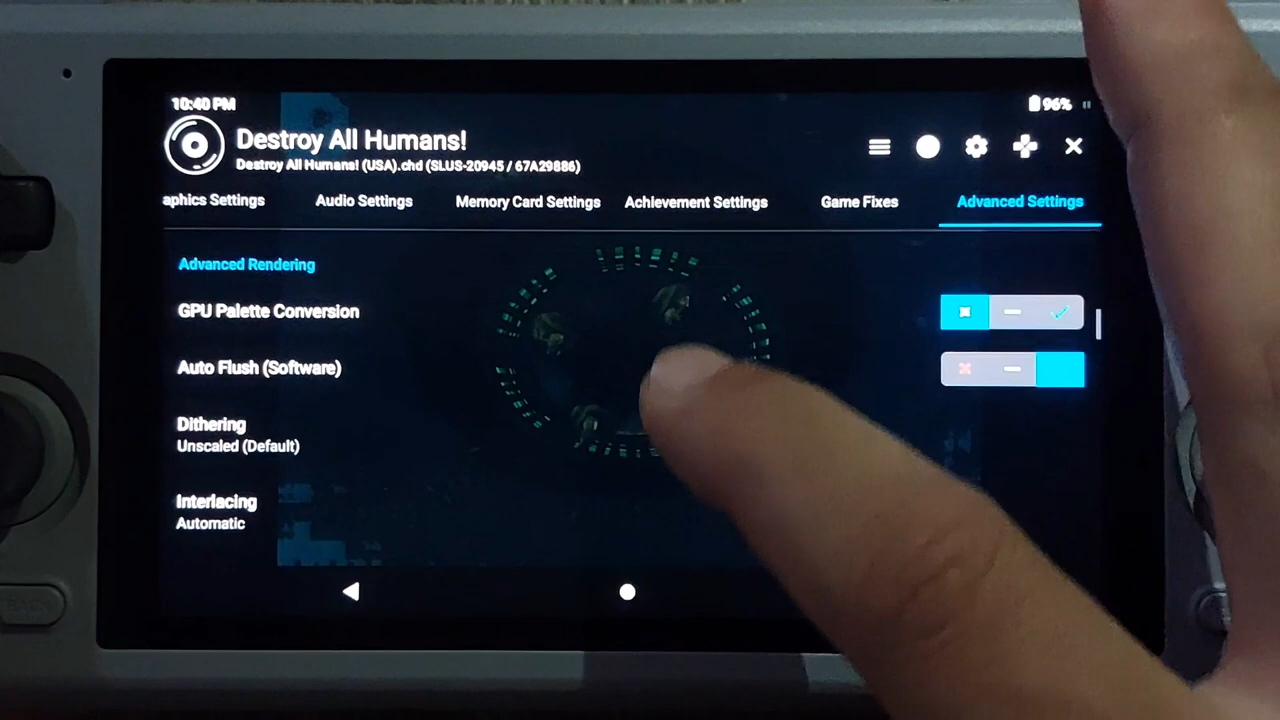 10:40 PM
96%
Destroy All Humans!
Destroy All Humans! (USA).chd (SLUS-20945 / 67A29886)
aphics Settings
Audio Settings
Memory Card Settings
Achievement Settings
Game Fixes
Advanced Settings
Advanced Rendering
GPU Palette Conversion
Auto Flush (Software)
Dithering
Unscaled (Default)
Interlacing
Automatic